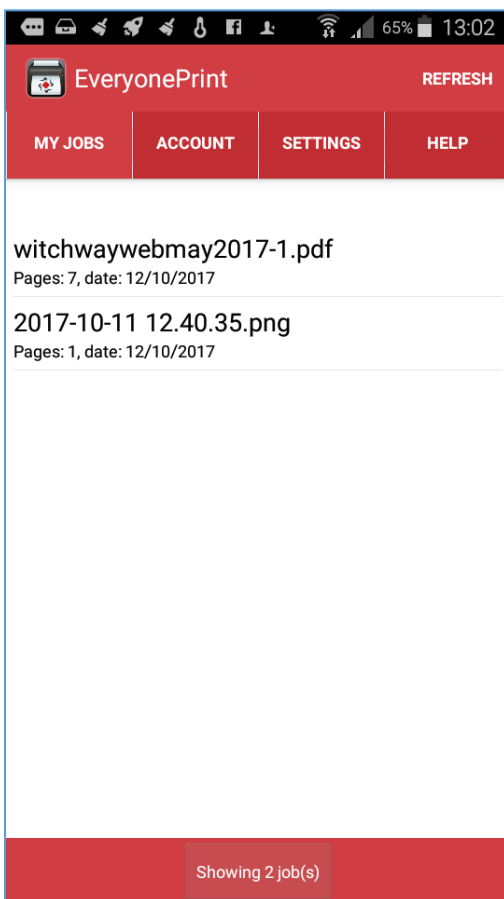 65% 13:02
EveryonePrint REFRESH
MY JOBS ACCOUNT SETTINGS HELP
witchwaywebmay2017-1.pdf
Pages: 7, date: 12/10/2017
2017-10-11 12.40.35.png
Pages: 1, date: 12/10/2017
Showing 2 job(s)